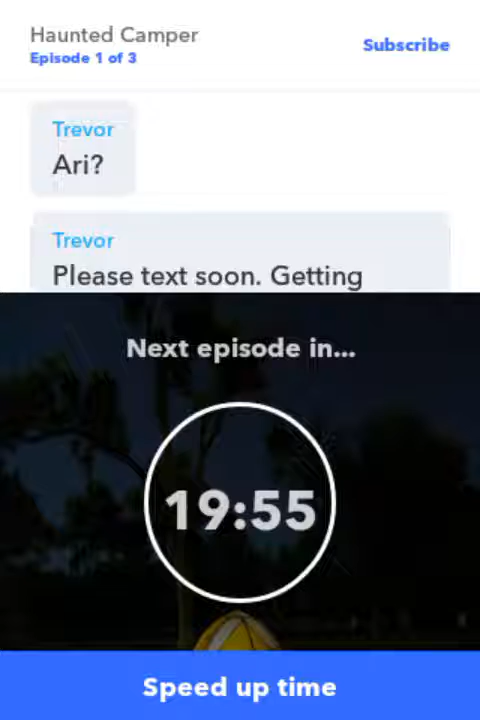 Haunted Camper
Subscribe
Episode 1 of 3
Trevor
Ari?
Trevor
Please text soon. Getting
Next episode in...
19:55
Speed up time